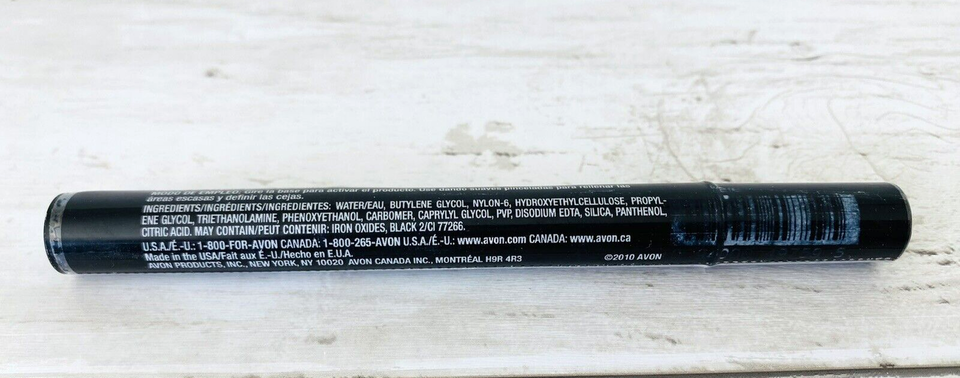 MODO DE EMPLEO: Gire la base para activar el producto. Use dando suaves pinceladas para rellenar las
áreas escasas y definir las cejas.
INGREDIENTS/INGRÉDIENTS/INGREDIENTES: WATER/EAU, BUTYLENE GLYCOL, NYLON-6, HYDROXYETHYLCELLULOSE, PROPYL-
ENE GLYCOL, TRIETHANOLAMINE, PHENOXYETHANOL, CARBOMER, CAPRYLYL GLYCOL, PVP, DISODIUM EDTA, SILICA, PANTHENOL,
CITRIC ACID. MAY CONTAIN/PEUT CONTENIR: IRON OXIDES, BLACK 2/CI 77266.
U.S.A./É.-U.: 1-800-FOR-AVON CANADA: 1-800-265-AVON U.S.A./É.-U.: www.avon.com CANADA: www.avon.ca
Made in the USA/Fait aux É.-U./Hecho en E.U.A.
AVON PRODUCTS, INC., NEW YORK, NY 10020 AVON CANADA INC., MONTRÉAL H9R 4R3
©2010 AVON